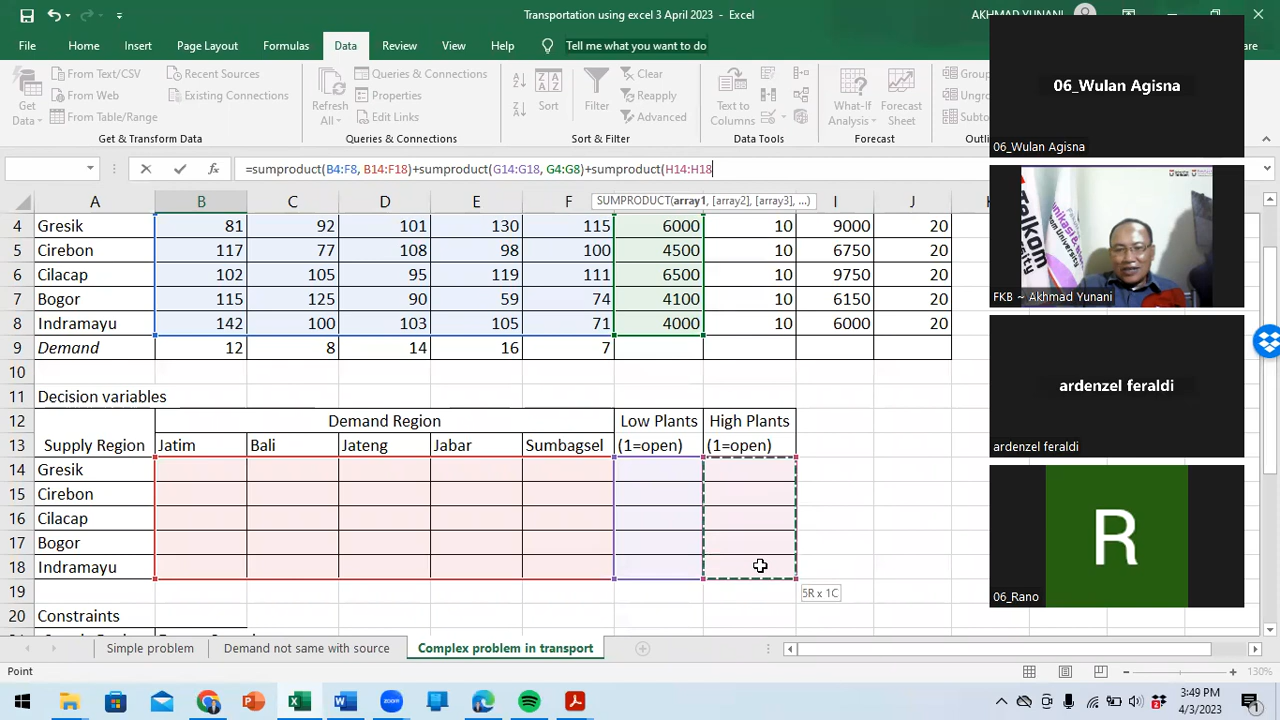 Transportation using excel 3 April 2023 - Excel
AKHMAD YUNANI
File Home Insert Page Layout Formulas Data Review View Help Tell me what you want to do
Get Data
From Text/CSV
From Web
From Table/Range
Recent Sources
Existing Connections
Get & Transform Data
Refresh All
Queries & Connections
Properties
Edit Links
Queries & Connections
Sort
Filter
Clear
Reapply
Advanced
Sort & Filter
Text to Columns
Data Tools
What-If Analysis
Forecast Sheet
Forecast
=sumproduct(B4:F8, B14:F18)+sumproduct(G14:G18, G4:G8)+sumproduct(H14:H18
SUMPRODUCT(array1, [array2], [array3], ...)
A B C D E F I J
4 Gresik 81 92 101 130 115 6000 10 9000 20
5 Cirebon 117 77 108 98 100 4500 10 6750 20
6 Cilacap 102 105 95 119 111 6500 10 9750 20
7 Bogor 115 125 90 59 74 4100 10 6150 20
8 Indramayu 142 100 103 105 71 4000 10 6000 20
9 Demand 12 8 14 16 7
10
11 Decision variables
12 Demand Region Low Plants High Plants
13 Supply Region Jatim Bali Jateng Jabar Sumbagsel (1=open) (1=open)
14 Gresik
15 Cirebon
16 Cilacap
17 Bogor
18 Indramayu
5R x 1C
19
20 Constraints
Simple problem Demand not same with source Complex problem in transport
Point
130%
3:49 PM
4/3/2023
06_Wulan Agisna
06_Wulan Agisna
FKB ~ Akhmad Yunani
ardenzel feraldi
ardenzel feraldi
R
06_Rano